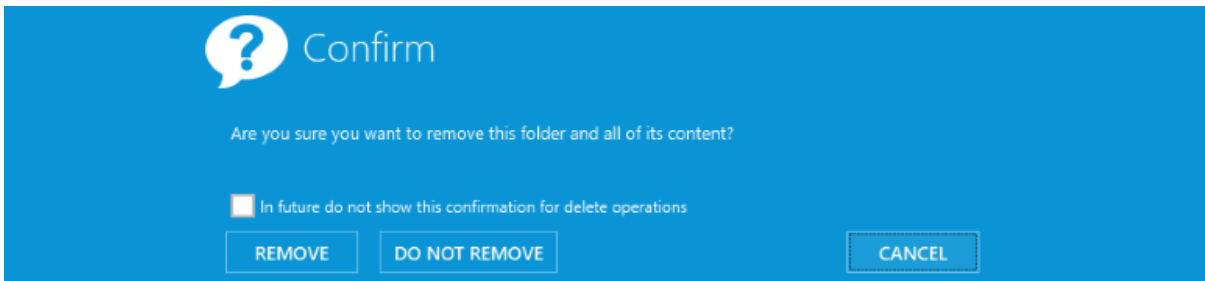 Confirm
Are you sure you want to remove this folder and all of its content?
In future do not show this confirmation for delete operations
REMOVE DO NOT REMOVE CANCEL